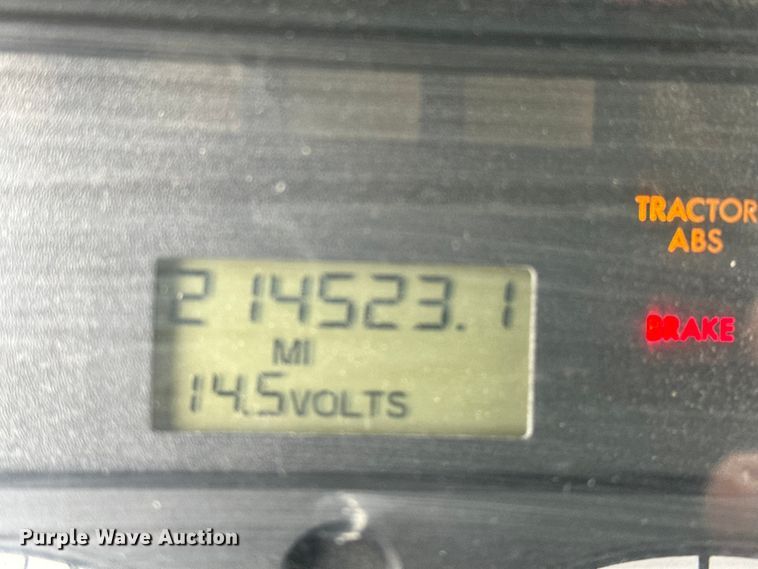 TRACTOR
ABS
214523.1
BRAKE
MI
14.5VOLTS
Purple Wave Auction